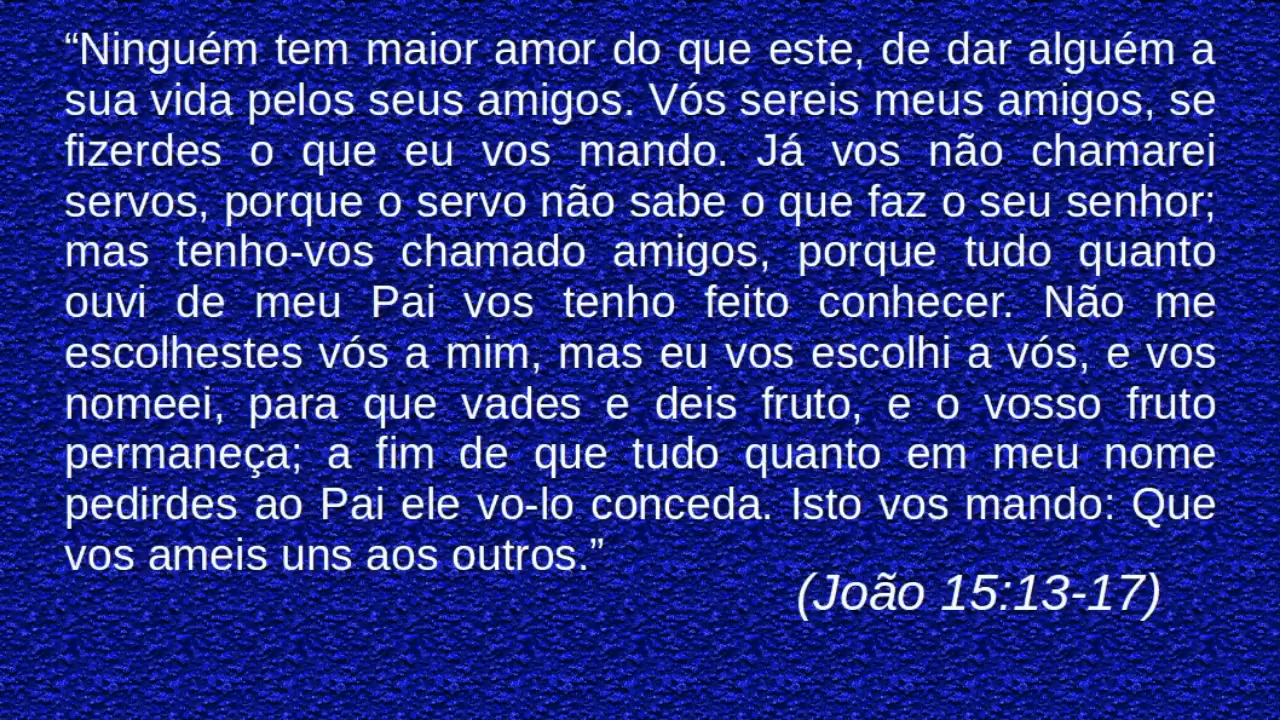 “Ninguém tem maior amor do que este, de dar alguém a
sua vida pelos seus amigos. Vós sereis meus amigos, se
fizerdes o que eu vos mando. Já vos não chamarei
servos, porque o servo não sabe o que faz o seu senhor;
mas tenho-vos chamado amigos, porque tudo quanto
ouvi de meu Pai vos tenho feito conhecer. Não me
escolhestes vós a mim, mas eu vos escolhi a vós, e vos
nomeei, para que vades e deis fruto, e o vosso fruto
permaneça; a fim de que tudo quanto em meu nome
pedirdes ao Pai ele vo-lo conceda. Isto vos mando: Que
vos ameis uns aos outros.”
(João 15:13-17)